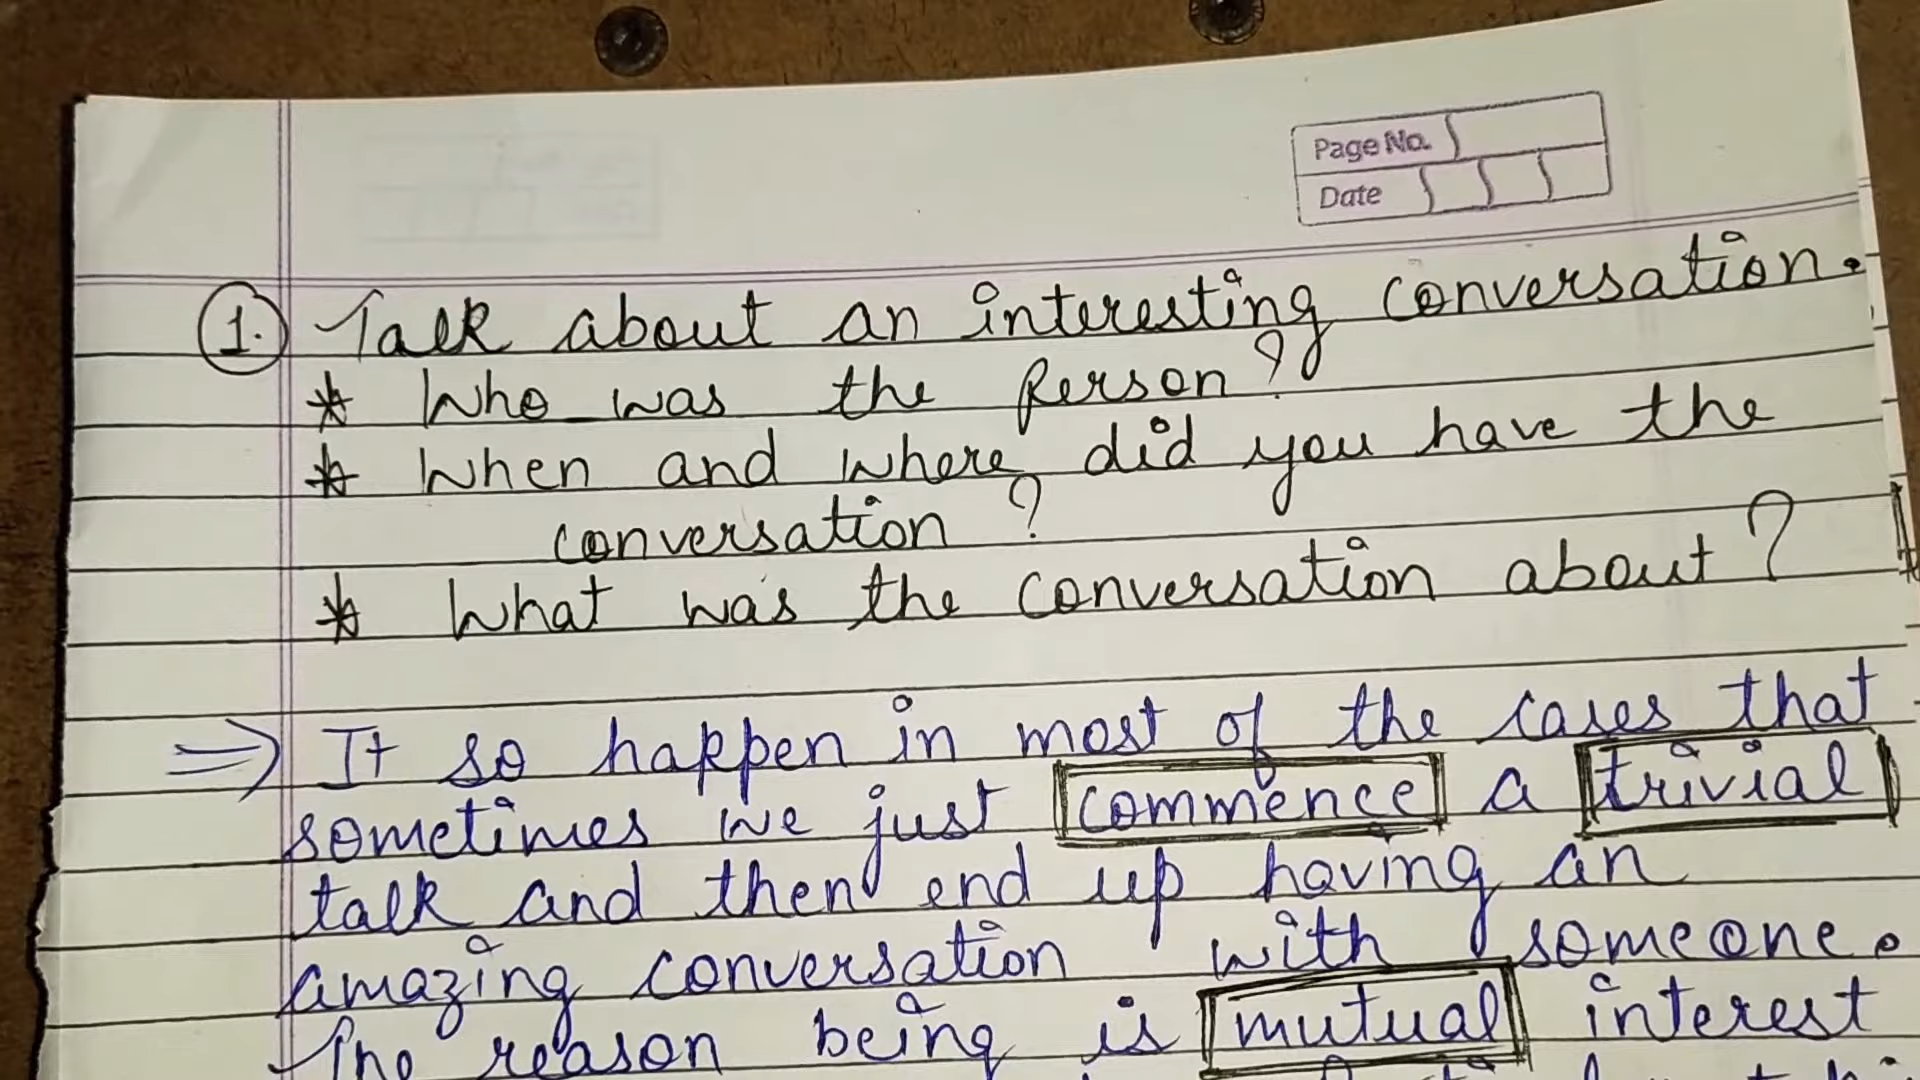 Page No.
Date
1. Talk about an interesting conversation.
* Who was the person?
* When and where did you have the
conversation?
* What was the conversation about?
⇒ It so happen in most of the cases that
sometimes we just commence a trivial
talk and then end up having an
amazing conversation with someone.
The reason being is mutual interest